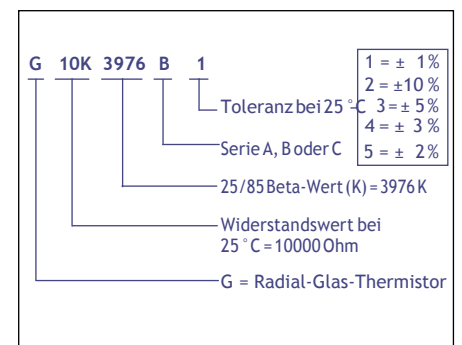 G 10K 3976 B 1
1 = ± 1%
2 = ±10%
Toleranz bei 25 °C
3 = ± 5%
4 = ± 3%
Serie A, B oder C
5 = ± 2%
25/85 Beta-Wert (K) = 3976 K
Widerstandswert bei
25 °C = 10000 Ohm
G = Radial-Glas-Thermistor